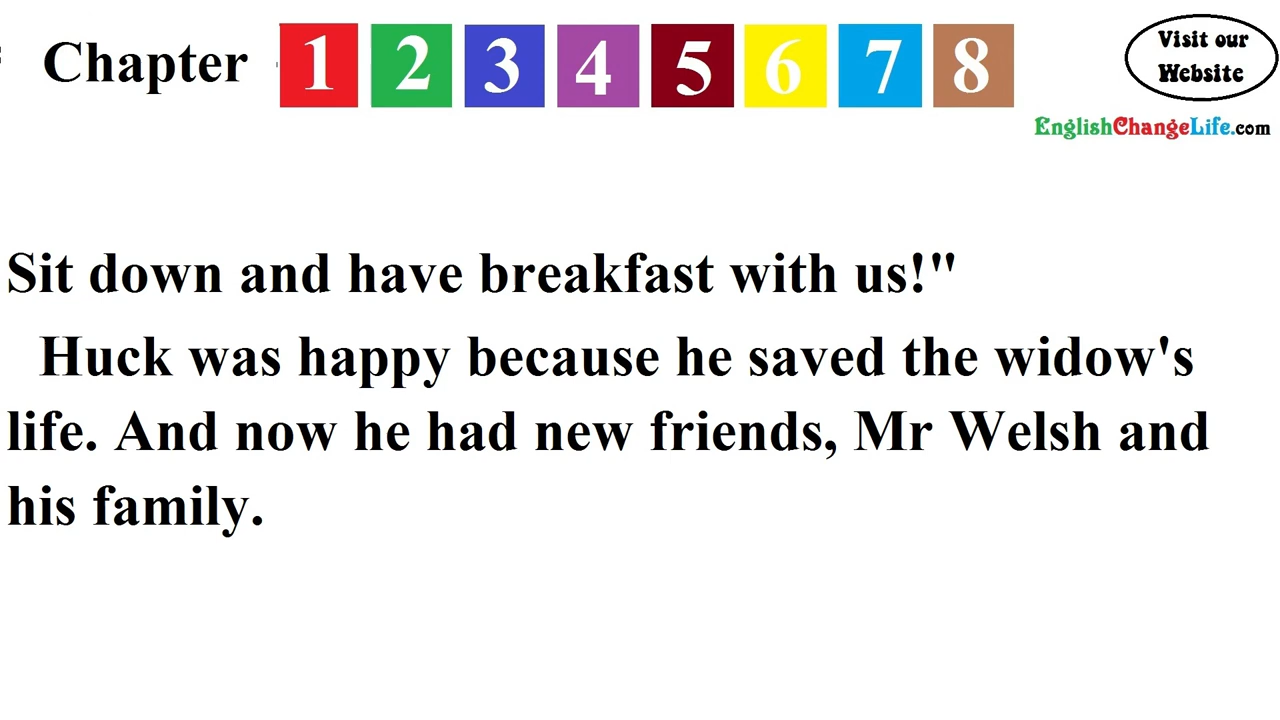 Chapter 1 2 3 4 5 6 7 8
Visit our
Website
EnglishChangeLife.com
Sit down and have breakfast with us!"
Huck was happy because he saved the widow's
life. And now he had new friends, Mr Welsh and
his family.